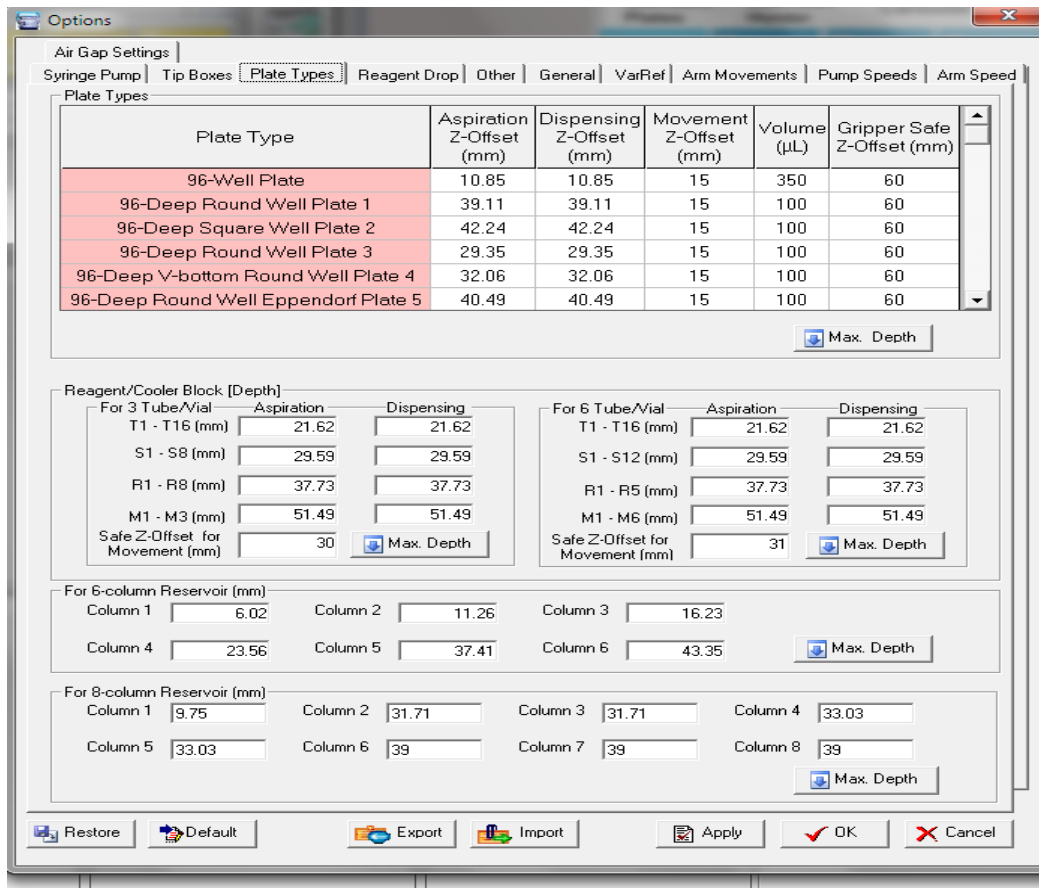 Options
Air Gap Settings
Syringe Pump Tip Boxes Plate Types Reagent Drop Other General VarRef Arm Movements Pump Speeds Arm Speed
Plate Types
Plate Type Aspiration Z-Offset (mm) Dispensing Z-Offset (mm) Movement Z-Offset (mm) Volume (µL) Gripper Safe Z-Offset (mm)
96-Well Plate 10.85 10.85 15 350 60
96-Deep Round Well Plate 1 39.11 39.11 15 100 60
96-Deep Square Well Plate 2 42.24 42.24 15 100 60
96-Deep Round Well Plate 3 29.35 29.35 15 100 60
96-Deep V-bottom Round Well Plate 4 32.06 32.06 15 100 60
96-Deep Round Well Eppendorf Plate 5 40.49 40.49 15 100 60
Max. Depth
Reagent/Cooler Block [Depth]
For 3 Tube/Vial Aspiration Dispensing
T1 - T16 (mm) 21.62 21.62
S1 - S8 (mm) 29.59 29.59
R1 - R8 (mm) 37.73 37.73
M1 - M3 (mm) 51.49 51.49
Safe Z-Offset for
Movement (mm) 30 Max. Depth
For 6 Tube/Vial Aspiration Dispensing
T1 - T16 (mm) 21.62 21.62
S1 - S12 (mm) 29.59 29.59
R1 - R5 (mm) 37.73 37.73
M1 - M6 (mm) 51.49 51.49
Safe Z-Offset for
Movement (mm) 31 Max. Depth
For 6-column Reservoir (mm)
Column 1 6.02 Column 2 11.26 Column 3 16.23
Column 4 23.56 Column 5 37.41 Column 6 43.35 Max. Depth
For 8-column Reservoir (mm)
Column 1 9.75 Column 2 31.71 Column 3 31.71 Column 4 33.03
Column 5 33.03 Column 6 39 Column 7 39 Column 8 39
Max. Depth
Restore Default Export Import Apply OK Cancel